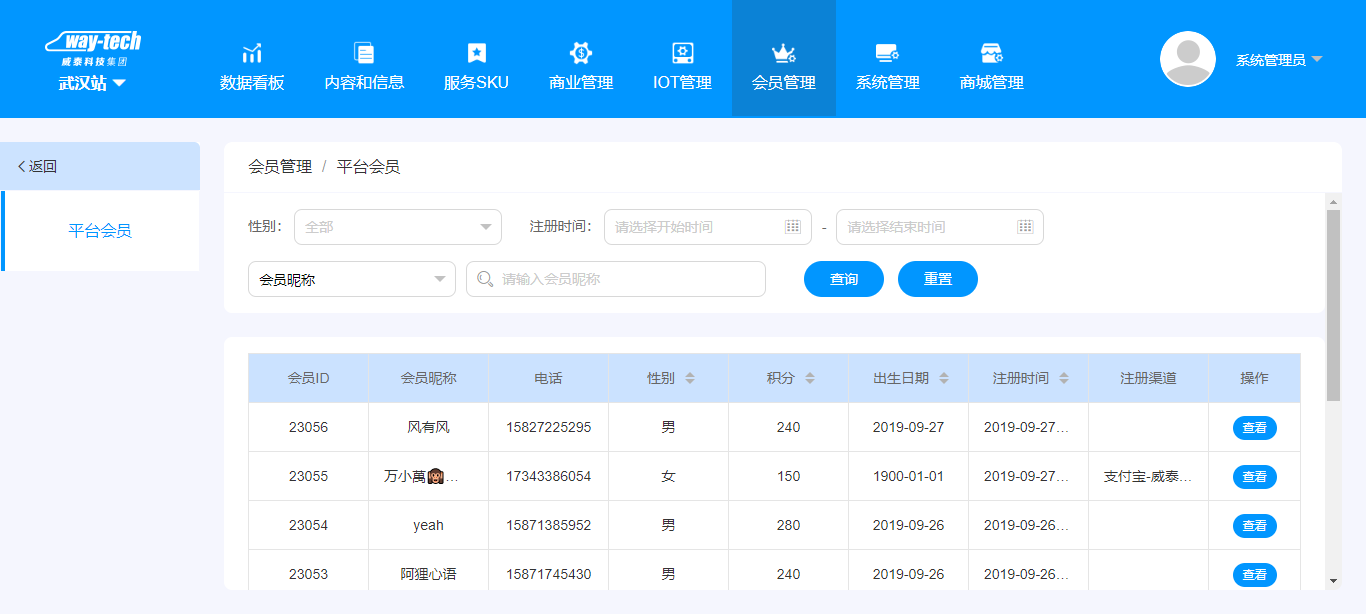 way-tech
威泰科技集团
武汉站
数据看板
内容和信息
服务SKU
商业管理
IOT管理
会员管理
系统管理
商城管理
系统管理员
返回
平台会员
会员管理 / 平台会员
性别： 全部 注册时间： 请选择开始时间 - 请选择结束时间
会员昵称 请输入会员昵称 查询 重置
会员ID 会员昵称 电话 性别 积分 出生日期 注册时间 注册渠道 操作
23056 风有风 15827225295 男 240 2019-09-27 2019-09-27... 查看
23055 万小萬🙉... 17343386054 女 150 1900-01-01 2019-09-27... 支付宝-威泰... 查看
23054 yeah 15871385952 男 280 2019-09-26 2019-09-26... 查看
23053 阿狸心语 15871745430 男 240 2019-09-26 2019-09-26... 查看